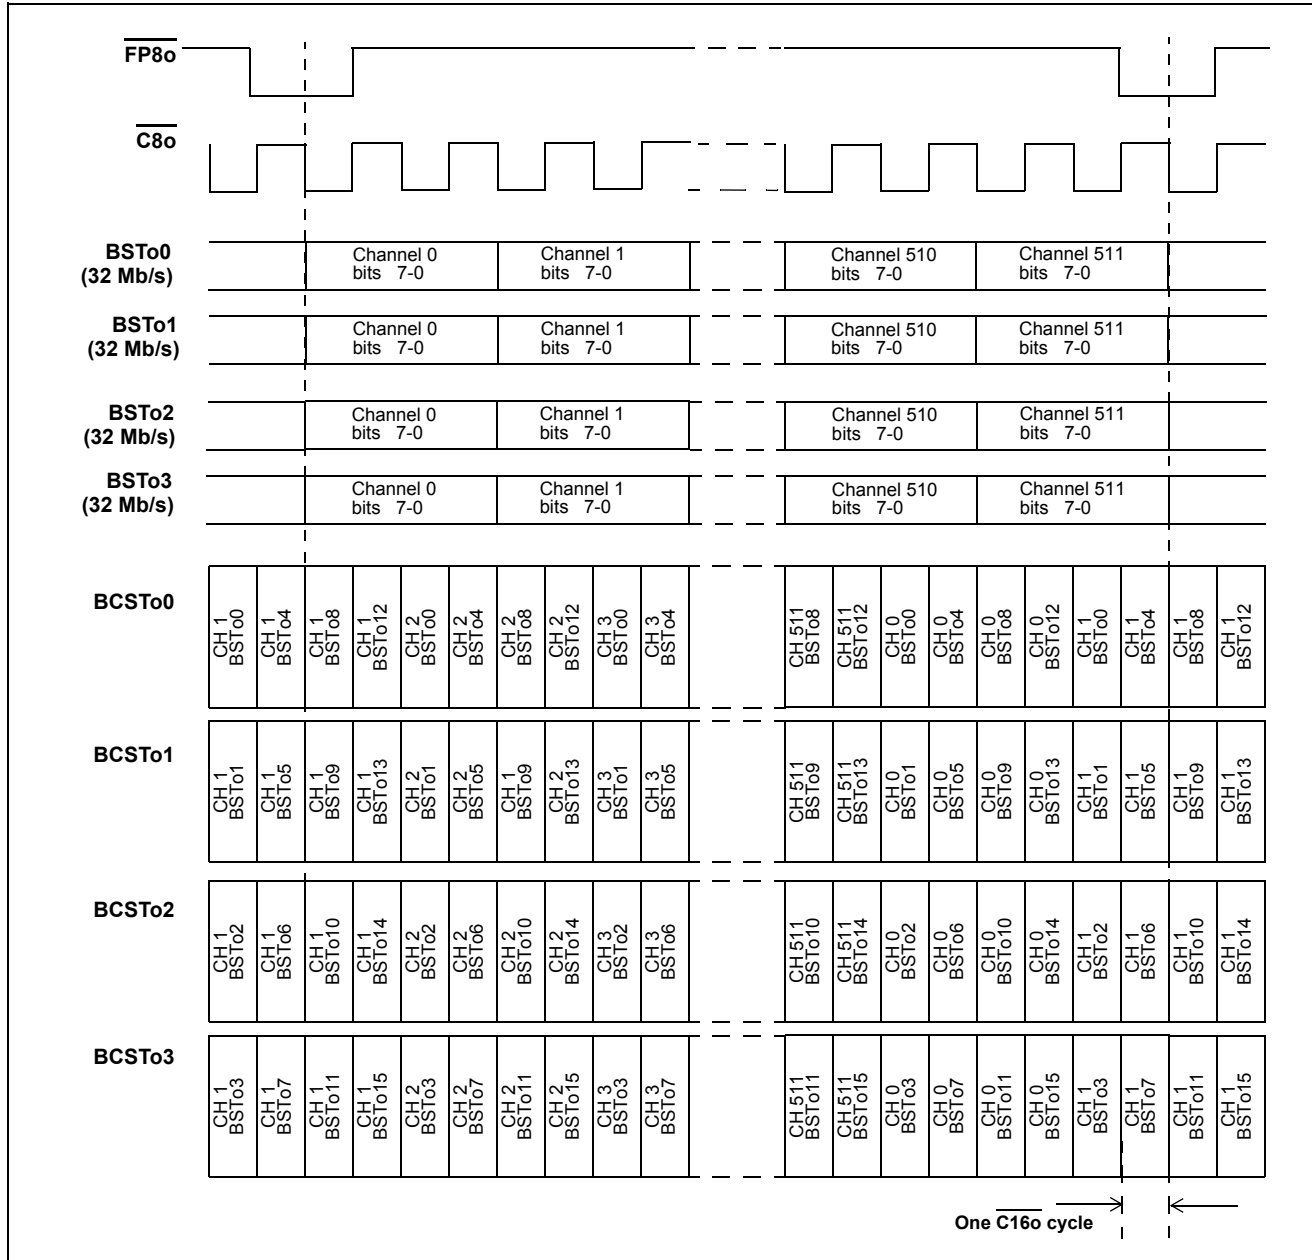 FP8o
C8o
BSTo0
(32 Mb/s)
Channel 0
bits 7-0
Channel 1
bits 7-0
Channel 510
bits 7-0
Channel 511
bits 7-0
BSTo1
(32 Mb/s)
Channel 0
bits 7-0
Channel 1
bits 7-0
Channel 510
bits 7-0
Channel 511
bits 7-0
BSTo2
(32 Mb/s)
Channel 0
bits 7-0
Channel 1
bits 7-0
Channel 510
bits 7-0
Channel 511
bits 7-0
BSTo3
(32 Mb/s)
Channel 0
bits 7-0
Channel 1
bits 7-0
Channel 510
bits 7-0
Channel 511
bits 7-0
BCSTo0
CH 1 BSTo0
CH 1 BSTo4
CH 1 BSTo8
CH 1 BSTo12
CH 2 BSTo0
CH 2 BSTo4
CH 2 BSTo8
CH 2 BSTo12
CH 3 BSTo0
CH 3 BSTo4
CH 511 BSTo8
CH 511 BSTo12
CH 0 BSTo0
CH 0 BSTo4
CH 0 BSTo8
CH 0 BSTo12
CH 1 BSTo0
CH 1 BSTo4
CH 1 BSTo8
CH 1 BSTo12
BCSTo1
CH 1 BSTo1
CH 1 BSTo5
CH 1 BSTo9
CH 1 BSTo13
CH 2 BSTo1
CH 2 BSTo5
CH 1 BSTo9
CH 2 BSTo13
CH 3 BSTo1
CH 3 BSTo5
CH 511 BSTo9
CH 511 BSTo13
CH 0 BSTo1
CH 0 BSTo5
CH 0 BSTo9
CH 0 BSTo13
CH 1 BSTo1
CH 1 BSTo5
CH 1 BSTo9
CH 1 BSTo13
BCSTo2
CH 1 BSTo2
CH 1 BSTo6
CH 1 BSTo10
CH 1 BSTo14
CH 2 BSTo2
CH 2 BSTo6
CH 2 BSTo10
CH 2 BSTo14
CH 3 BSTo2
CH 3 BSTo6
CH 511 BSTo10
CH 511 BSTo14
CH 0 BSTo2
CH 0 BSTo6
CH 0 BSTo10
CH 0 BSTo14
CH 1 BSTo2
CH 1 BSTo6
CH 1 BSTo10
CH 1 BSTo14
BCSTo3
CH 1 BSTo3
CH 1 BSTo7
CH 1 BSTo11
CH 1 BSTo15
CH 2 BSTo3
CH 2 BSTo7
CH 2 BSTo11
CH 2 BSTo15
CH 3 BSTo3
CH 3 BSTo7
CH 511 BSTo11
CH 511 BSTo15
CH 0 BSTo3
CH 0 BSTo7
CH 0 BSTo11
CH 0 BSTo15
CH 1 BSTo3
CH 1 BSTo7
CH 1 BSTo11
CH 1 BSTo15
One C16o cycle